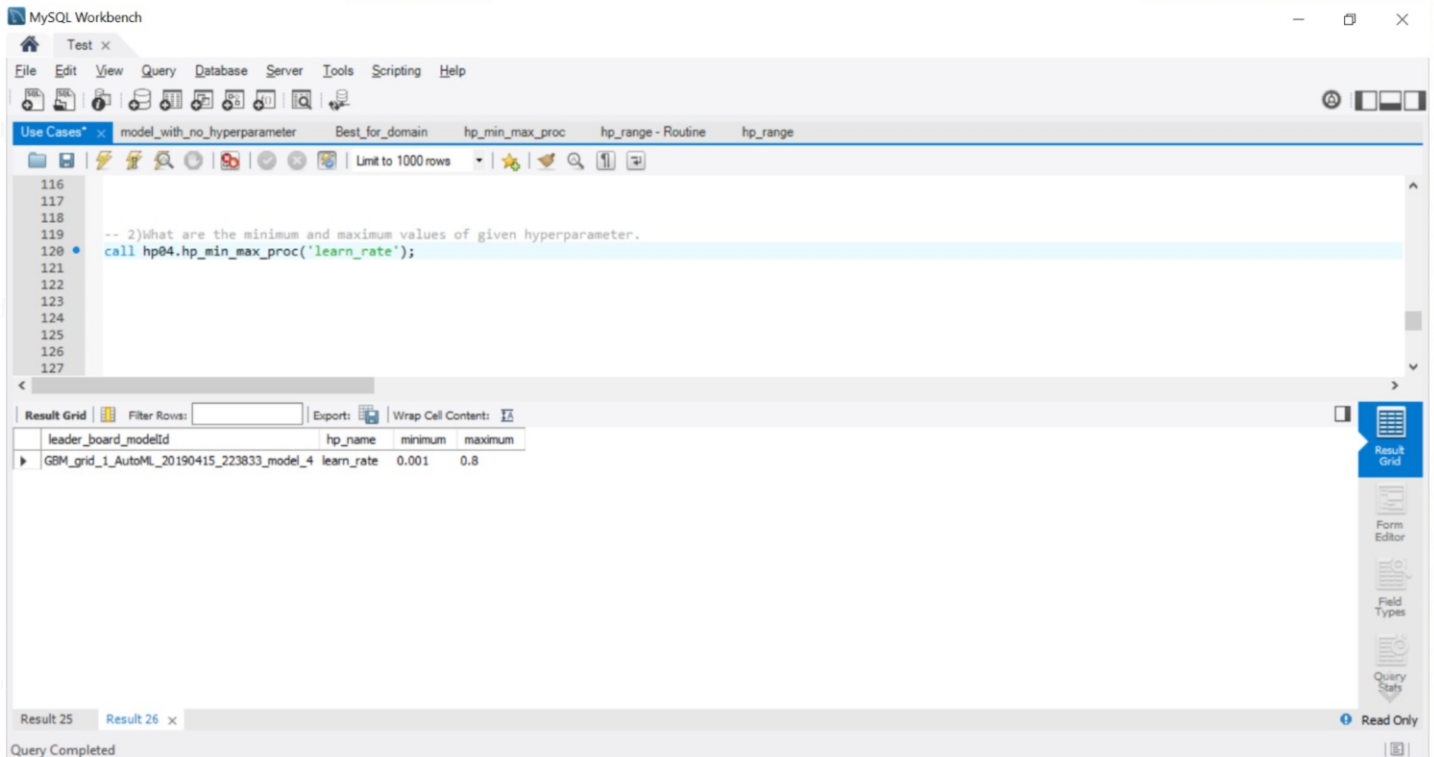 MySQL Workbench
Test
File Edit View Query Database Server Tools Scripting Help
Use Cases* model_with_no_hyperparameter Best_for_domain hp_min_max_proc hp_range - Routine hp_range
Limit to 1000 rows
116
117
118
119 -- 2)What are the minimum and maximum values of given hyperparameter.
120 call hp04.hp_min_max_proc('learn_rate');
121
122
123
124
125
126
127
Result Grid Filter Rows: Export: Wrap Cell Content:
leader_board_modelId hp_name minimum maximum
GBM_grid_1_AutoML_20190415_223833_model_4 learn_rate 0.001 0.8
Result
Grid
Form
Editor
Field
Types
Query
Stats
Result 25 Result 26 Read Only
Query Completed